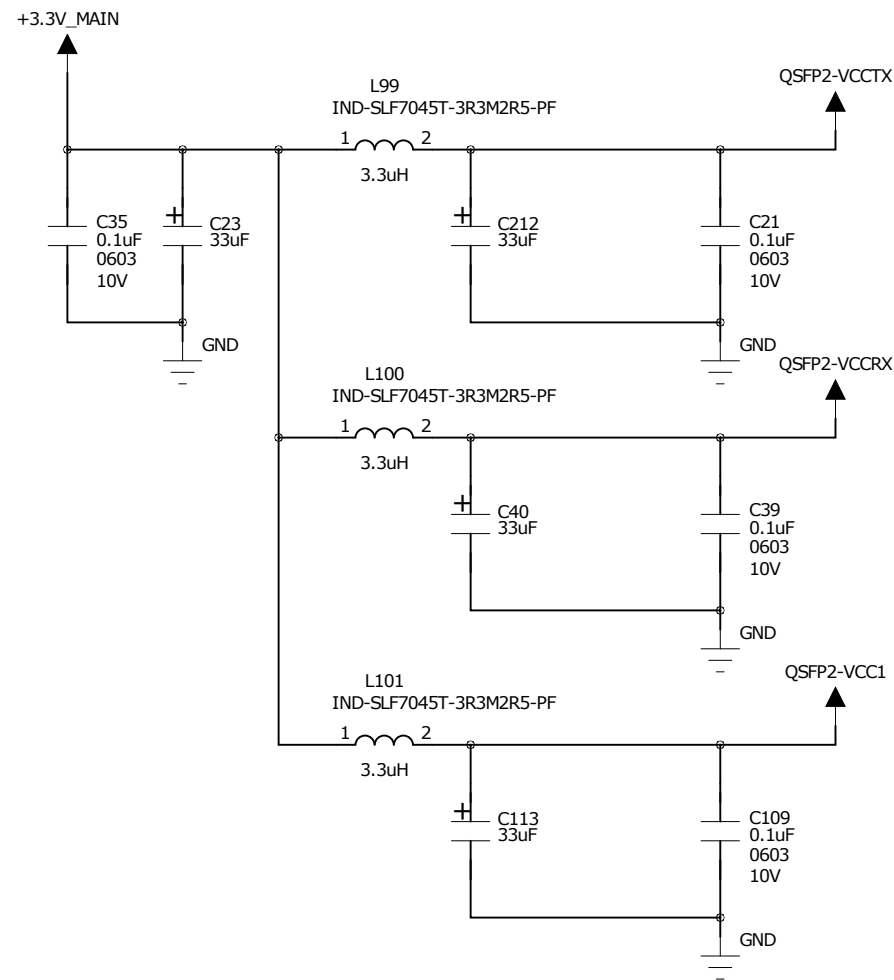 +3.3V_MAIN
QSFP2-VCCTX
L99
IND-SLF7045T-3R3M2R5-PF
1 2
3.3uH
+ C35
0.1uF
0603
10V
C23
33uF
+ C212
33uF
C21
0.1uF
0603
10V
GND
GND
QSFP2-VCCRX
L100
IND-SLF7045T-3R3M2R5-PF
1 2
3.3uH
+ C40
33uF
C39
0.1uF
0603
10V
GND
QSFP2-VCC1
L101
IND-SLF7045T-3R3M2R5-PF
1 2
3.3uH
+ C113
33uF
C109
0.1uF
0603
10V
GND